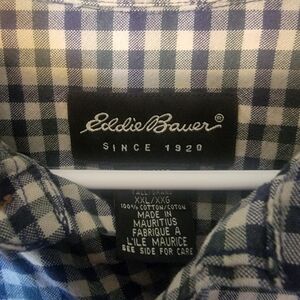 Eddie Bauer®
SINCE 1920
XXL/XXG
100% COTTON/COTON
MADE IN
MAURITIUS
FABRIQUE A
L'ILE MAURICE
SEE SIDE FOR CARE